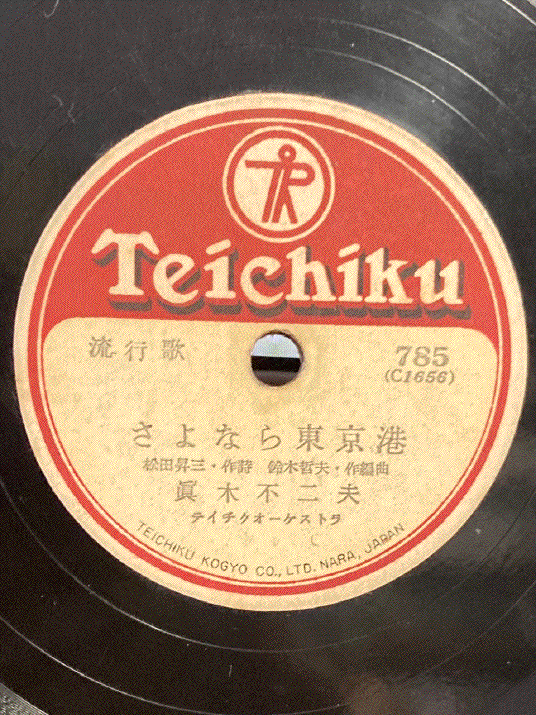 Teichiku
流行歌
785
(C1656)
さよなら東京港
松田昇三・作詩 鈴木哲夫・作編曲
眞木不二夫
テイチクオーケストラ
TEICHIKU KOGYO CO., LTD. NARA, JAPAN